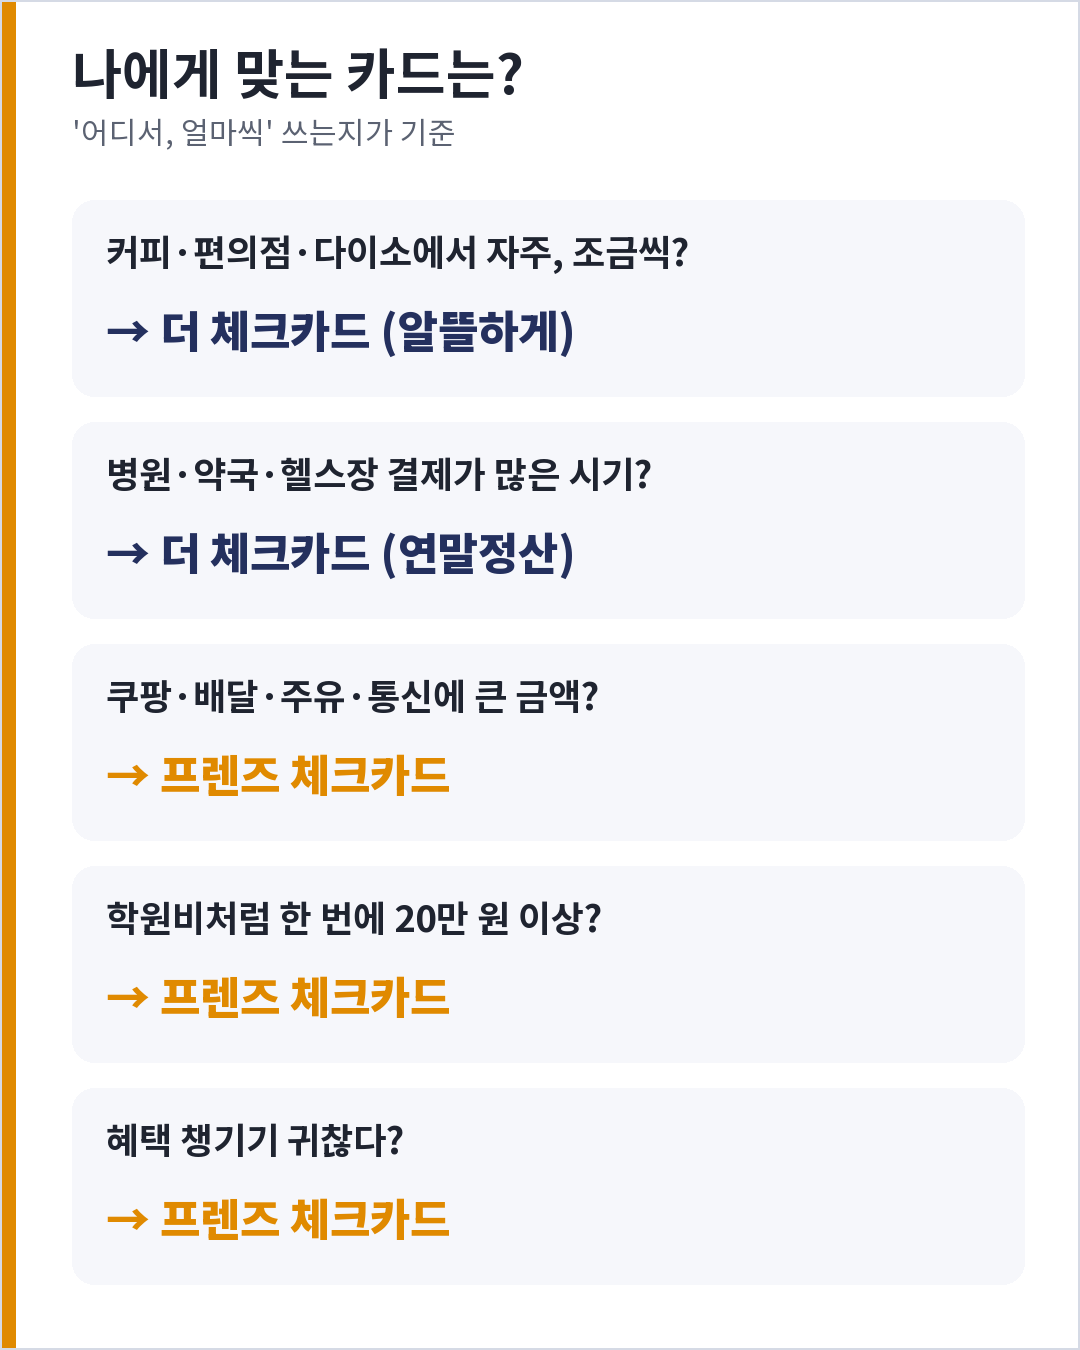 나에게 맞는 카드는?
'어디서, 얼마씩' 쓰는지가 기준
커피·편의점·다이소에서 자주, 조금씩?
→ 더 체크카드 (알뜰하게)
병원·약국·헬스장 결제가 많은 시기?
→ 더 체크카드 (연말정산)
쿠팡·배달·주유·통신에 큰 금액?
→ 프렌즈 체크카드
학원비처럼 한 번에 20만 원 이상?
→ 프렌즈 체크카드
혜택 챙기기 귀찮다?
→ 프렌즈 체크카드